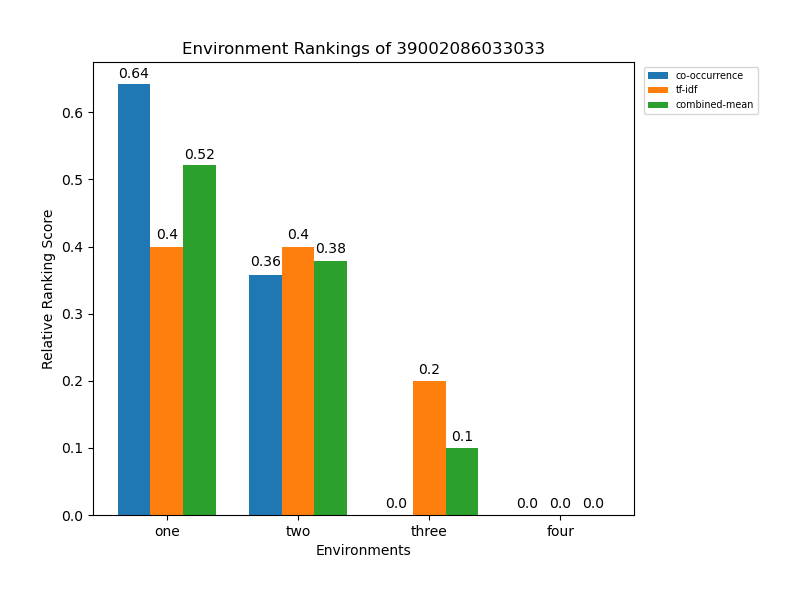 Environment Rankings of 39002086033033
co-occurrence
tf-idf
combined-mean
Relative Ranking Score
0.6
0.5
0.4
0.3
0.2
0.1
0.0
0.64
0.4
0.52
0.36
0.4
0.38
0.0
0.2
0.1
0.0
0.0
0.0
one
two
three
four
Environments